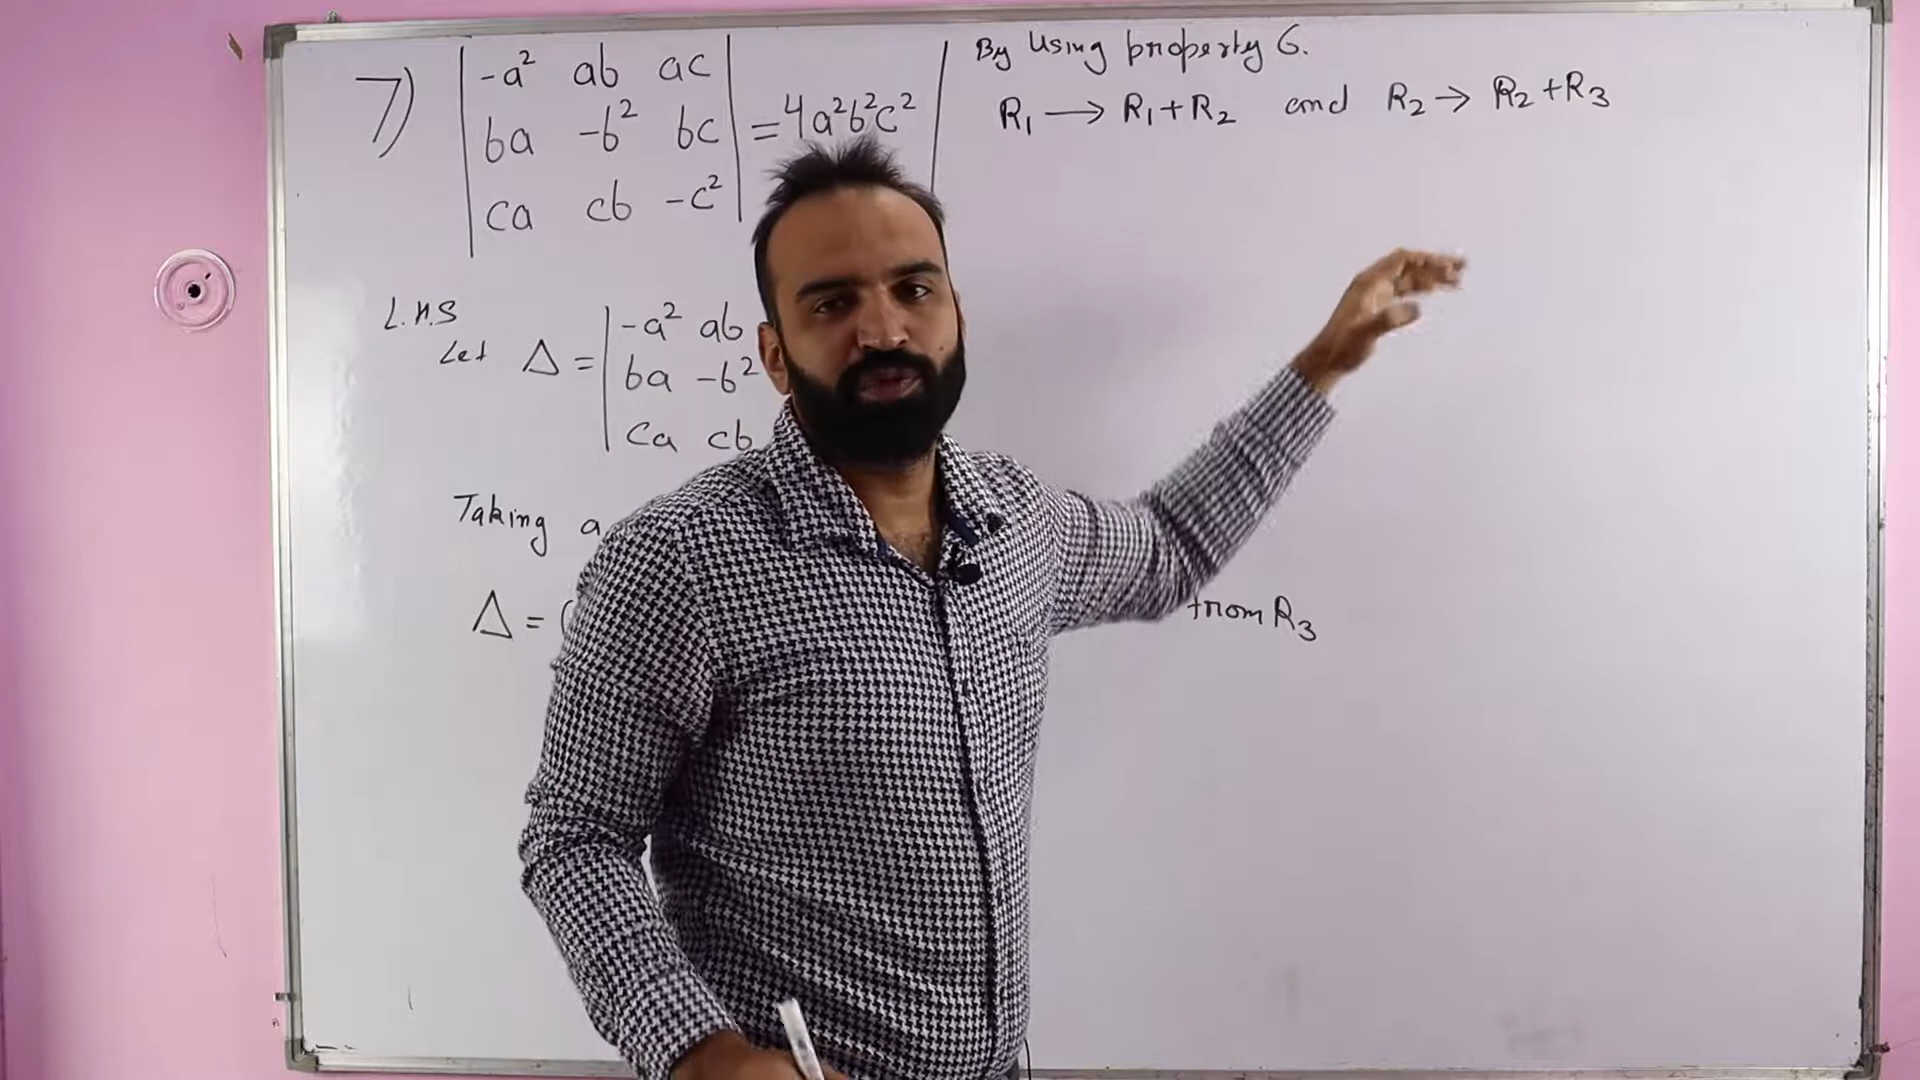 7) | -a² ab ac |
| ba -b² bc | = 4a²b²c²
| ca cb -c² |
L.H.S
Let Δ = | -a² ab
| ba -b²
| ca cb
Taking a
Δ = (
from R₃
By Using property 6.
R₁ → R₁+R₂ and R₂ → R₂+R₃